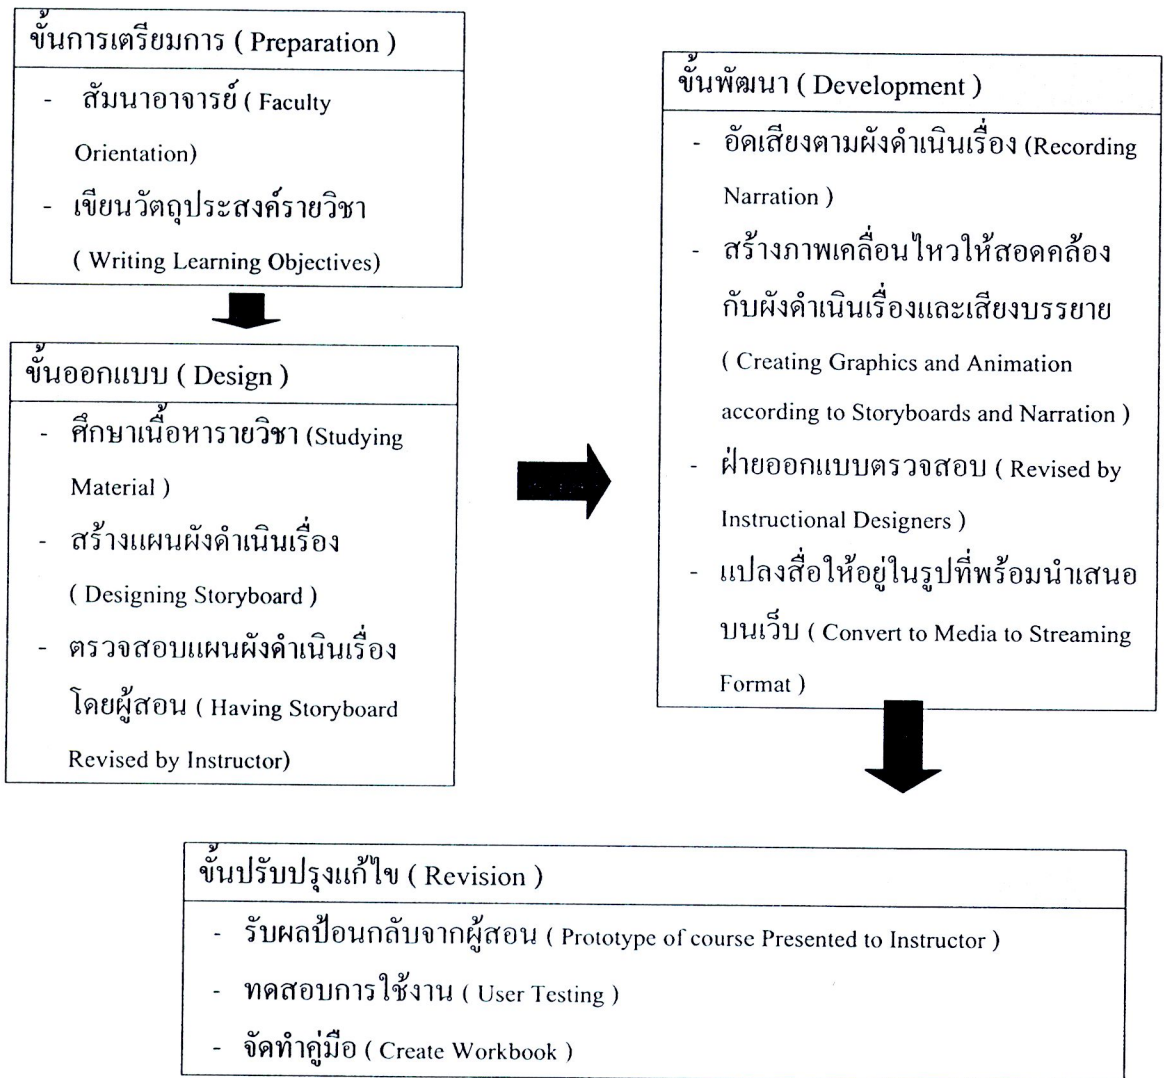 ขั้นการเตรียมการ ( Preparation )
- สัมนาอาจารย์ ( Faculty
Orientation)
- เขียนวัตถุประสงค์รายวิชา
( Writing Learning Objectives)
ขั้นออกแบบ ( Design )
- ศึกษาเนื้อหารายวิชา (Studying
Material )
- สร้างแผนผังดำเนินเรื่อง
( Designing Storyboard )
- ตรวจสอบแผนผังดำเนินเรื่อง
โดยผู้สอน ( Having Storyboard
Revised by Instructor)
ขั้นพัฒนา ( Development )
- อัดเสียงตามผังดำเนินเรื่อง (Recording
Narration )
- สร้างภาพเคลื่อนไหวให้สอดคล้อง
กับผังดำเนินเรื่องและเสียงบรรยาย
( Creating Graphics and Animation
according to Storyboards and Narration )
- ฝ่ายออกแบบตรวจสอบ ( Revised by
Instructional Designers )
- แปลงสื่อให้อยู่ในรูปที่พร้อมนำเสนอ
บนเว็บ ( Convert to Media to Streaming
Format )
ขั้นปรับปรุงแก้ไข ( Revision )
- รับผลป้อนกลับจากผู้สอน ( Prototype of course Presented to Instructor )
- ทดสอบการใช้งาน ( User Testing )
- จัดทำคู่มือ ( Create Workbook )